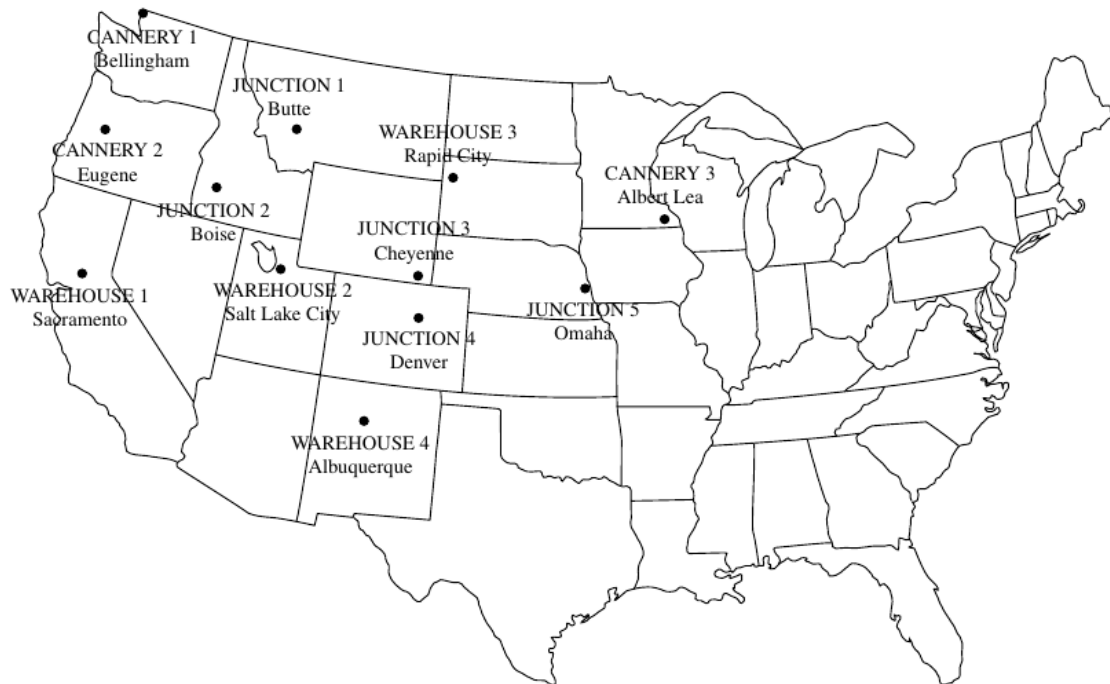 CANNERY 1
Bellingham
JUNCTION 1
Butte
WAREHOUSE 3
Rapid City
CANNERY 2
Eugene
CANNERY 3
Albert Lea
JUNCTION 2
Boise
JUNCTION 3
Cheyenne
WAREHOUSE 1
Sacramento
WAREHOUSE 2
Salt Lake City
JUNCTION 5
Omaha
JUNCTION 4
Denver
WAREHOUSE 4
Albuquerque